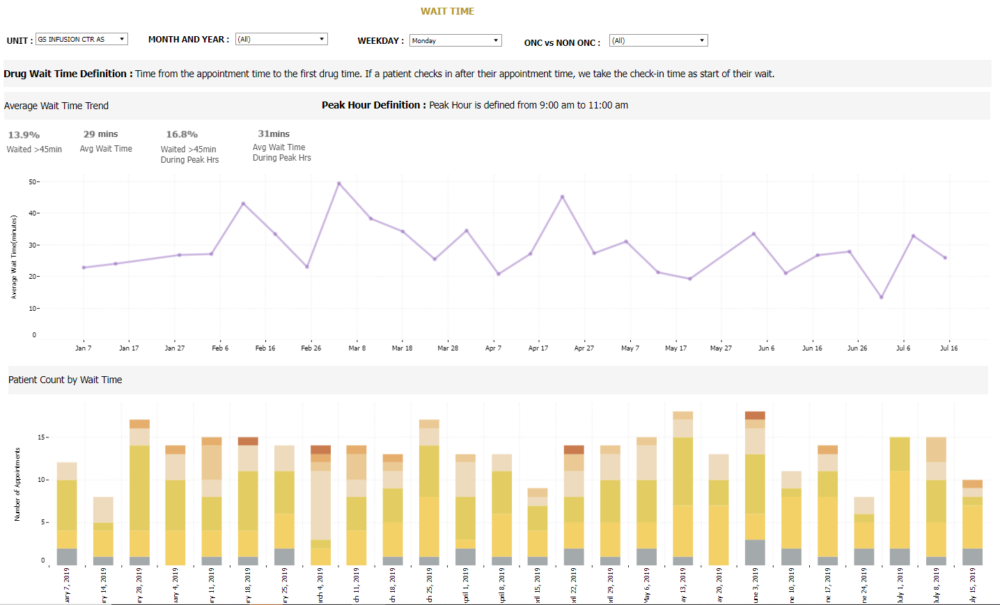 WAIT TIME
UNIT : GS INFUSION CTR AS MONTH AND YEAR : (All) WEEKDAY : Monday ONC vs NON ONC : (All)
Drug Wait Time Definition : Time from the appointment time to the first drug time. If a patient checks in after their appointment time, we take the check-in time as start of their wait.
Average Wait Time Trend Peak Hour Definition : Peak Hour is defined from 9:00 am to 11:00 am
13.9% 29 mins 16.8% 31mins
Waited >45min Avg Wait Time Waited >45min During Peak Hrs Avg Wait Time During Peak Hrs
Average Wait Time(minutes)
50
40
30
20
10
0
Jan 7 Jan 17 Jan 27 Feb 6 Feb 16 Feb 26 Mar 8 Mar 18 Mar 28 Apr 7 Apr 17 Apr 27 May 7 May 17 May 27 Jun 6 Jun 16 Jun 26 Jul 6 Jul 16
Patient Count by Wait Time
Number of Appointments
15
10
5
0
uary 7, 2019
ry 14, 2019
ry 28, 2019
uary 4, 2019
ry 11, 2019
ry 18, 2019
ry 25, 2019
rch 4, 2019
ch 11, 2019
ch 18, 2019
ch 25, 2019
April 1, 2019
April 8, 2019
pril 15, 2019
pril 22, 2019
pril 29, 2019
May 6, 2019
ay 13, 2019
ay 20, 2019
une 3, 2019
ne 10, 2019
ne 17, 2019
ne 24, 2019
July 1, 2019
July 8, 2019
uly 15, 2019